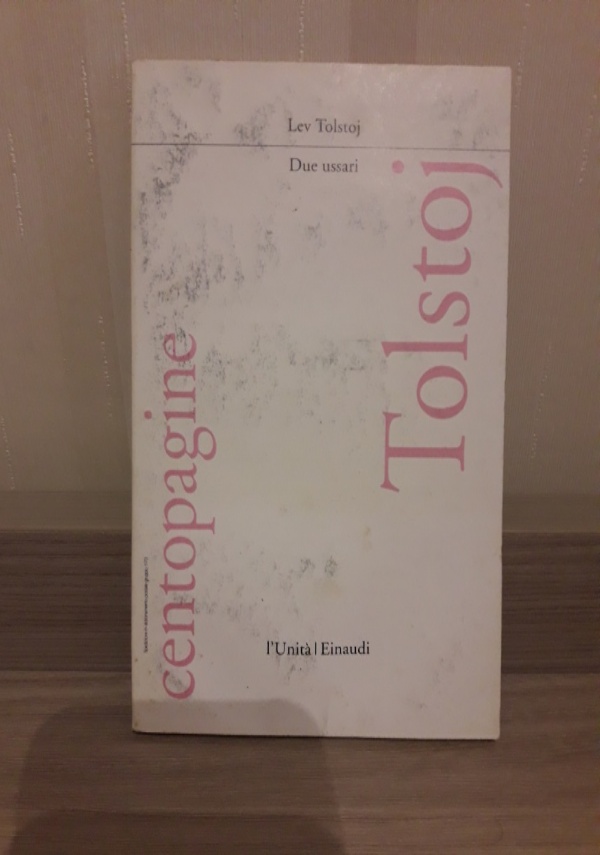 Lev Tolstoj
Due ussari
Tolstoj
centopagine
l'Unità | Einaudi